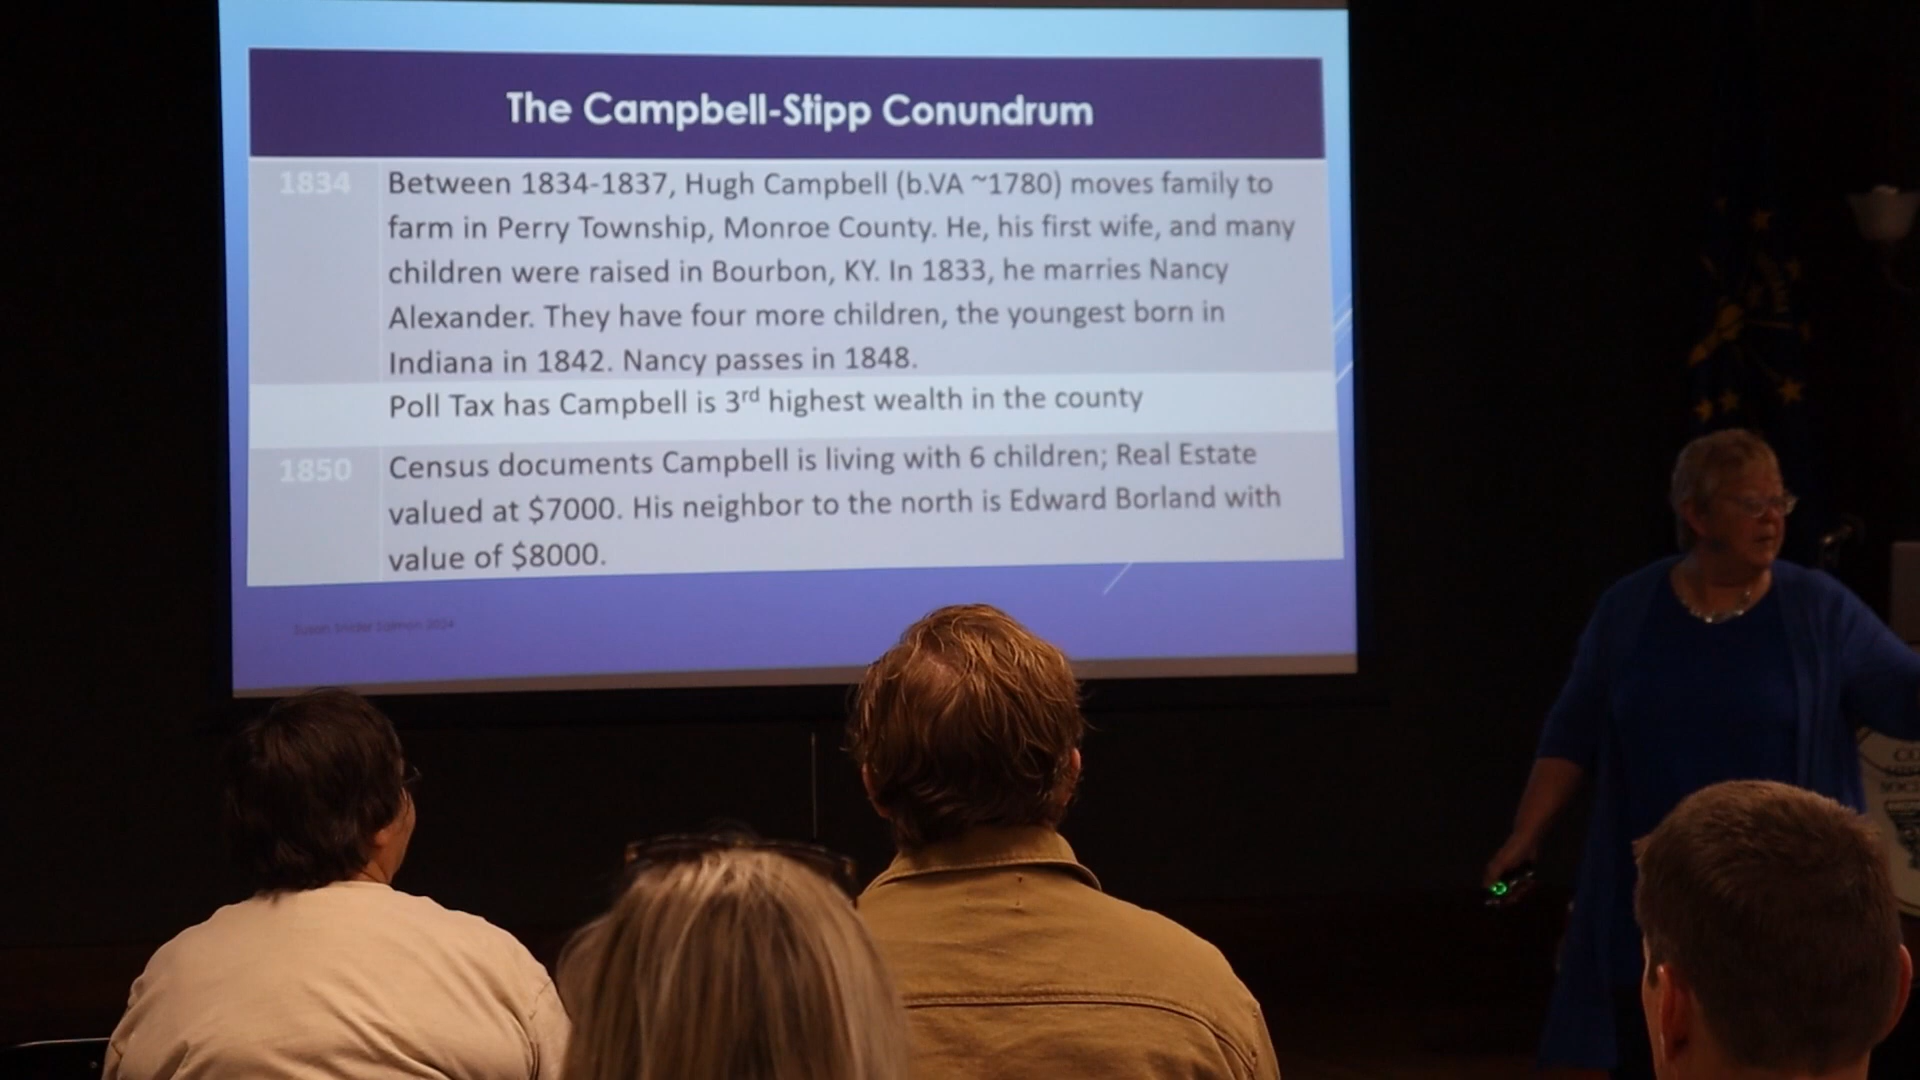 The Campbell-Stipp Conundrum
1834
Between 1834-1837, Hugh Campbell (b.VA ~1780) moves family to
farm in Perry Township, Monroe County. He, his first wife, and many
children were raised in Bourbon, KY. In 1833, he marries Nancy
Alexander. They have four more children, the youngest born in
Indiana in 1842. Nancy passes in 1848.
Poll Tax has Campbell is 3rd highest wealth in the county
1850
Census documents Campbell is living with 6 children; Real Estate
valued at $7000. His neighbor to the north is Edward Borland with
value of $8000.
Susan Snider Salmon 2024